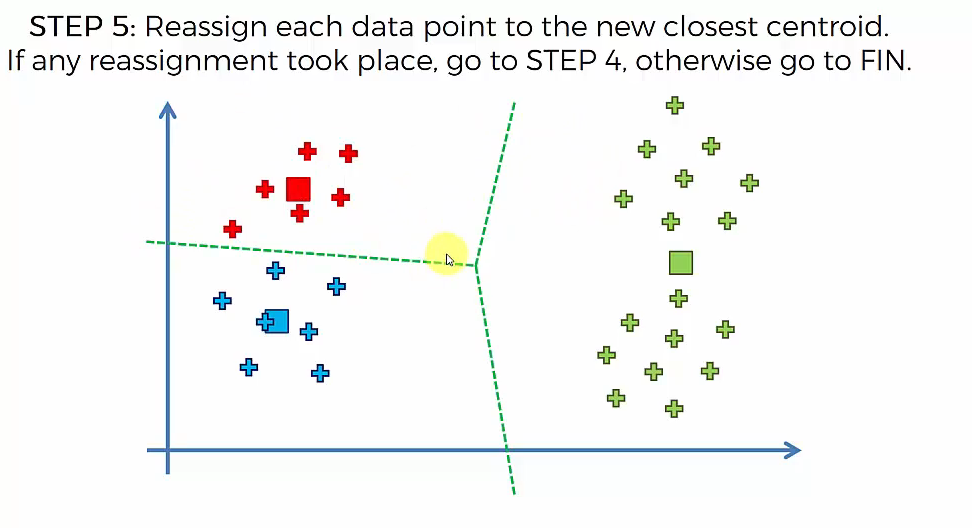 STEP 5: Reassign each data point to the new closest centroid.
If any reassignment took place, go to STEP 4, otherwise go to FIN.